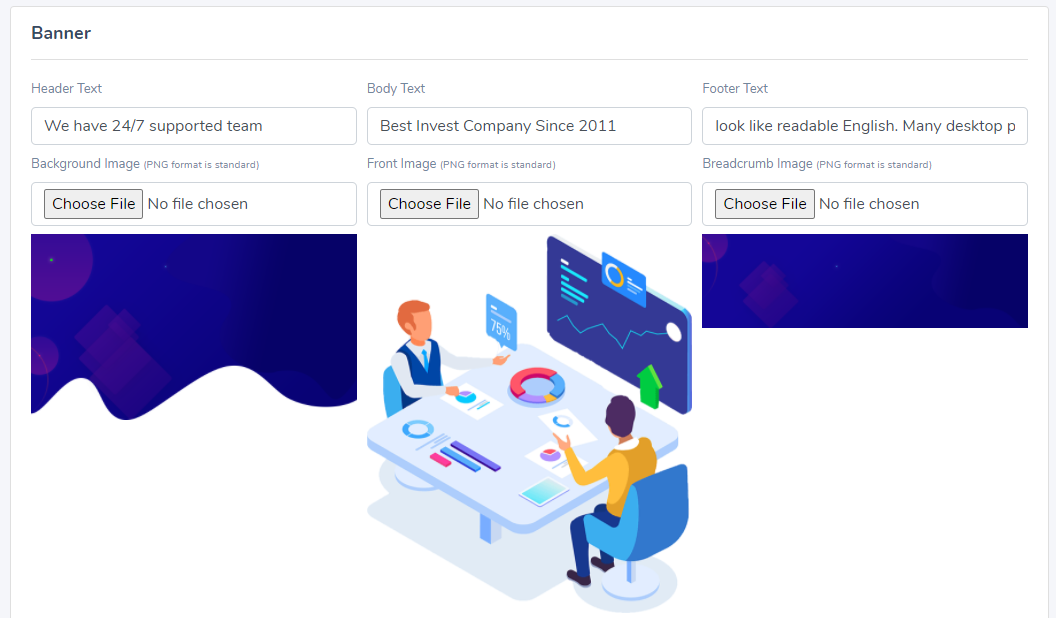 Banner
Header Text
Body Text
Footer Text
We have 24/7 supported team
Best Invest Company Since 2011
look like readable English. Many desktop p
Background Image (PNG format is standard)
Front Image (PNG format is standard)
Breadcrumb Image (PNG format is standard)
Choose File No file chosen
Choose File No file chosen
Choose File No file chosen
75%